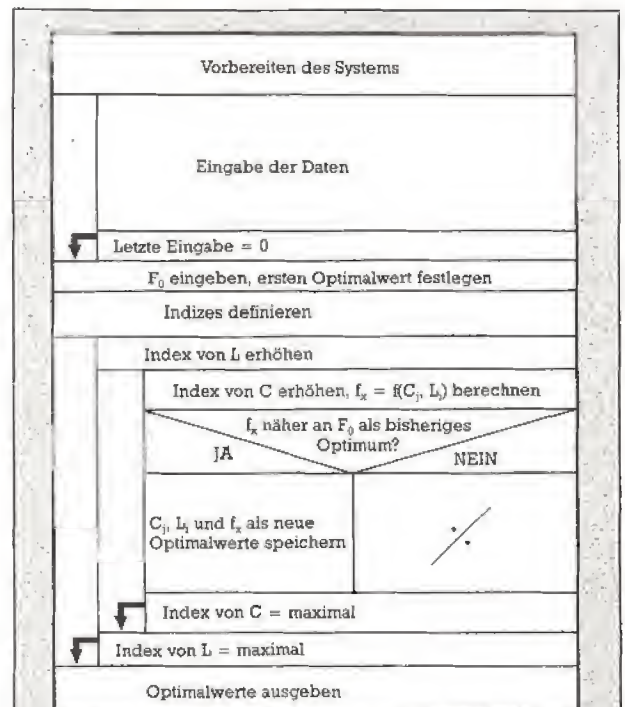 Vorbereiten des Systems
Eingabe der Daten
Letzte Eingabe = 0
F₀ eingeben, ersten Optimalwert festlegen
Indizes definieren
Index von L erhöhen
Index von C erhöhen, fₓ = f(Cⱼ, Lᵢ) berechnen
fₓ näher an F₀ als bisheriges
Optimum?
JA
NEIN
Cⱼ, Lᵢ und fₓ als neue
Optimalwerte speichern
Index von C = maximal
Index von L = maximal
Optimalwerte ausgeben